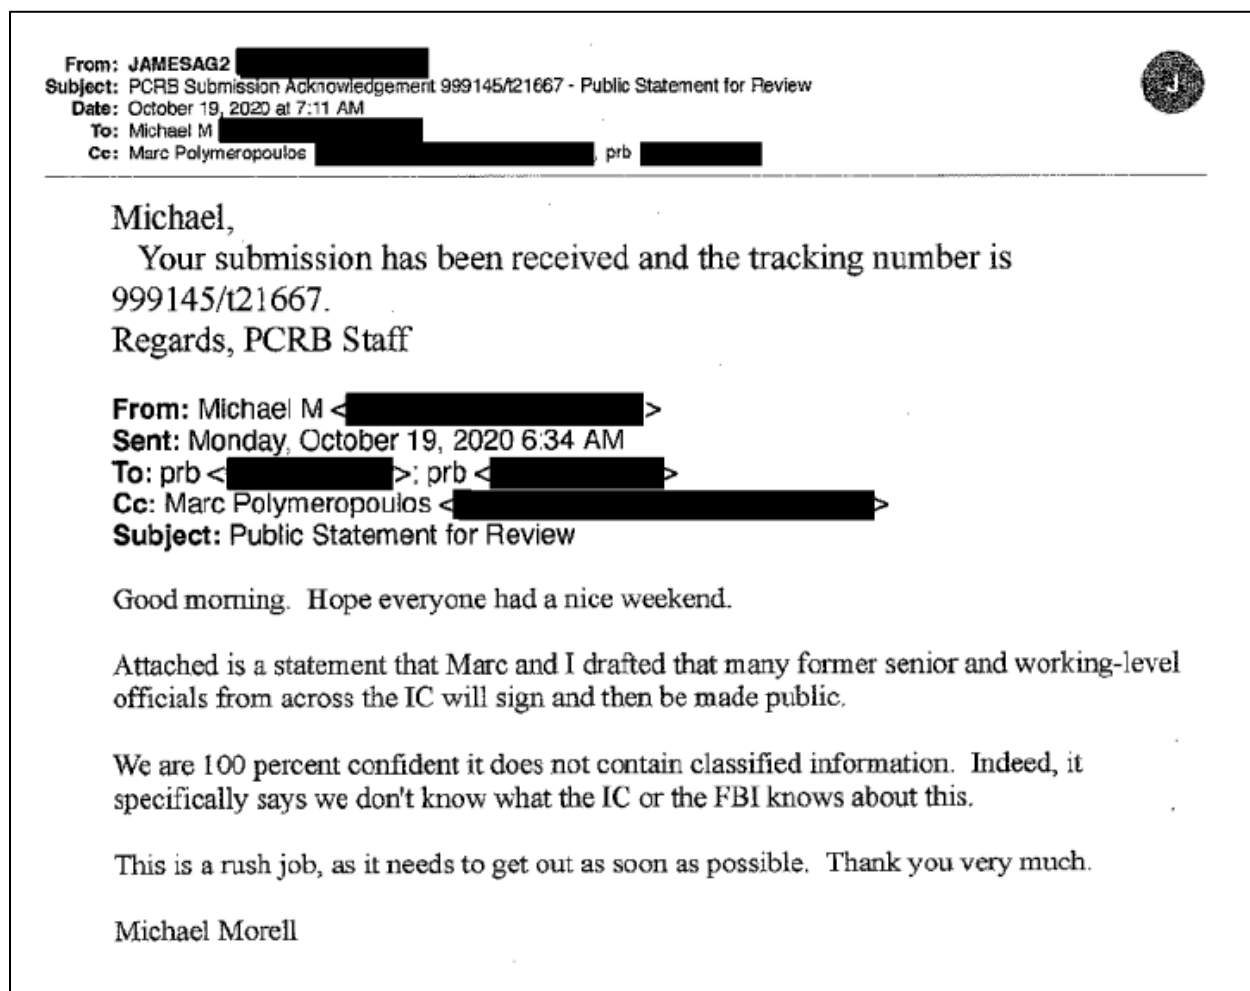 From: JAMESAG2
Subject: PCRB Submission Acknowledgement 999145/t21667 - Public Statement for Review
Date: October 19, 2020 at 7:11 AM
To: Michael M
Cc: Marc Polymeropoulos , prb
J
Michael,
Your submission has been received and the tracking number is
999145/t21667.
Regards, PCRB Staff
From: Michael M < >
Sent: Monday, October 19, 2020 6:34 AM
To: prb < >; prb < >
Cc: Marc Polymeropoulos < >
Subject: Public Statement for Review
Good morning. Hope everyone had a nice weekend.
Attached is a statement that Marc and I drafted that many former senior and working-level
officials from across the IC will sign and then be made public.
We are 100 percent confident it does not contain classified information. Indeed, it
specifically says we don't know what the IC or the FBI knows about this.
This is a rush job, as it needs to get out as soon as possible. Thank you very much.
Michael Morell